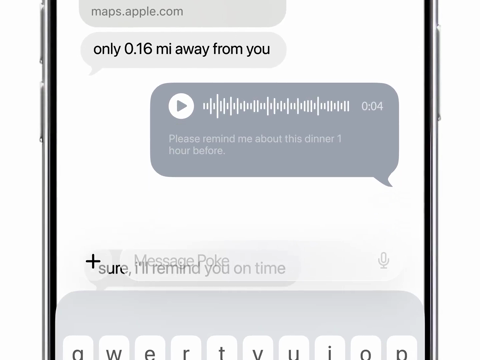 maps.apple.com
only 0.16 mi away from you
0:04
Please remind me about this dinner 1
hour before.
Message Poke
sure, i'll remind you on time
q w e r t y u i o p